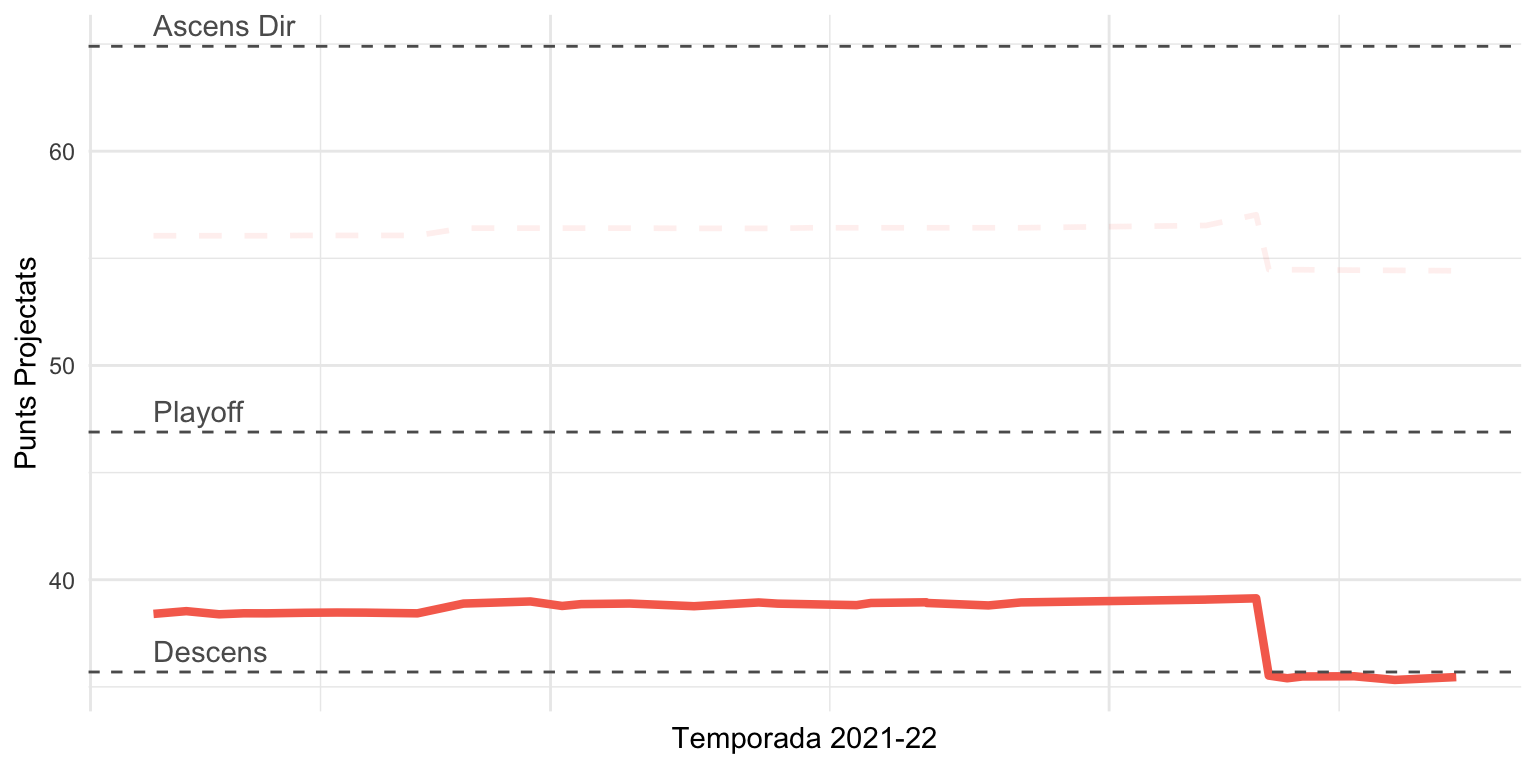 Ascens Dir
60
50
Playoff
40
Descens
Punts Projectats
Temporada 2021-22